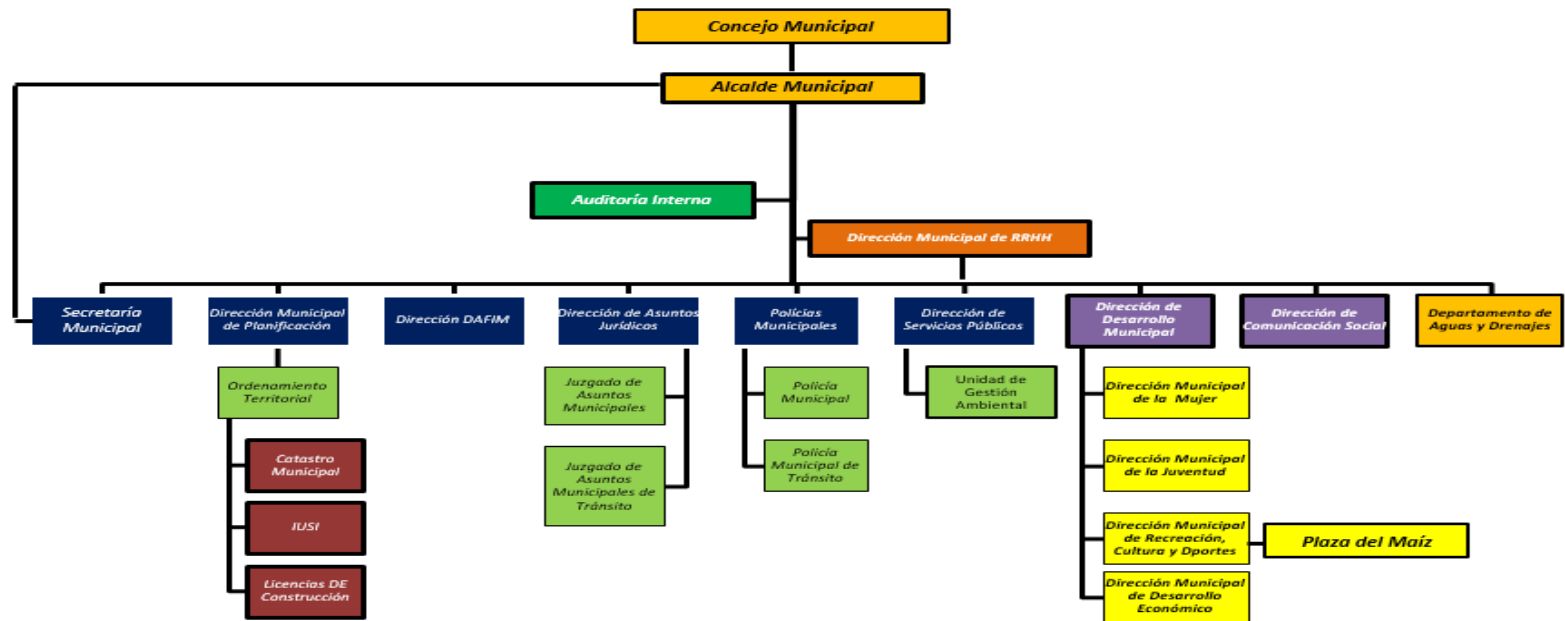 Concejo Municipal
Alcalde Municipal
Auditoría Interna
Dirección Municipal de RRHH
Secretaría
Municipal
Dirección Municipal
de Planificación
Dirección DAFIM
Dirección de Asuntos
Jurídicos
Policías
Municipales
Dirección de
Servicios Públicos
Dirección de
Desarrollo
Municipal
Dirección de
Comunicación Social
Departamento de
Aguas y Drenajes
Ordenamiento
Territorial
Catastro
Municipal
IUSI
Licencias DE
Construcción
Juzgado de
Asuntos
Municipales
Juzgado de
Asuntos
Municipales de
Tránsito
Policía
Municipal
Policía
Municipal de
Tránsito
Unidad de
Gestión
Ambiental
Dirección Municipal
de la Mujer
Dirección Municipal
de la Juventud
Dirección Municipal
de Recreación,
Cultura y Dportes
Plaza del Maíz
Dirección Municipal
de Desarrollo
Económico